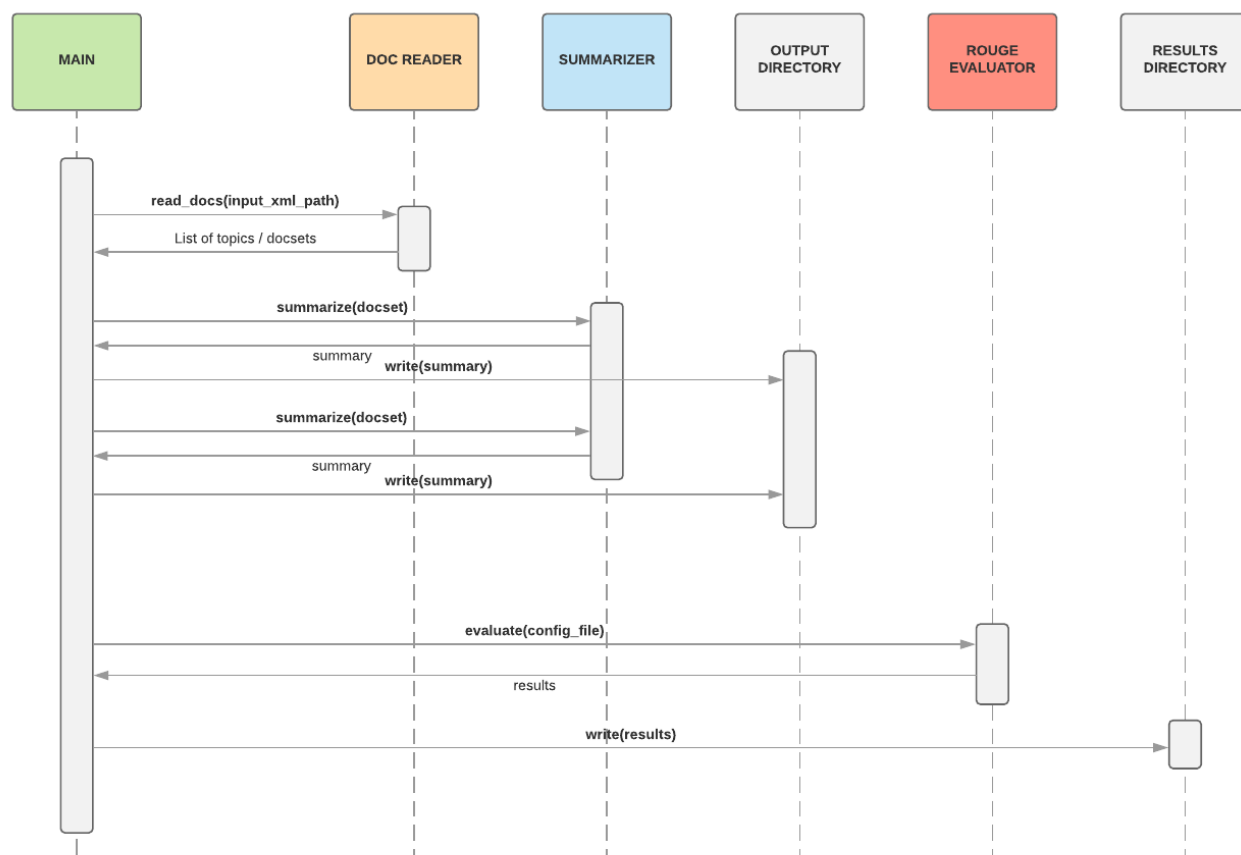 MAIN
DOC READER
SUMMARIZER
OUTPUT
DIRECTORY
ROUGE
EVALUATOR
RESULTS
DIRECTORY
read_docs(input_xml_path)
List of topics / docsets
summarize(docset)
summary
write(summary)
summarize(docset)
summary
write(summary)
evaluate(config_file)
results
write(results)